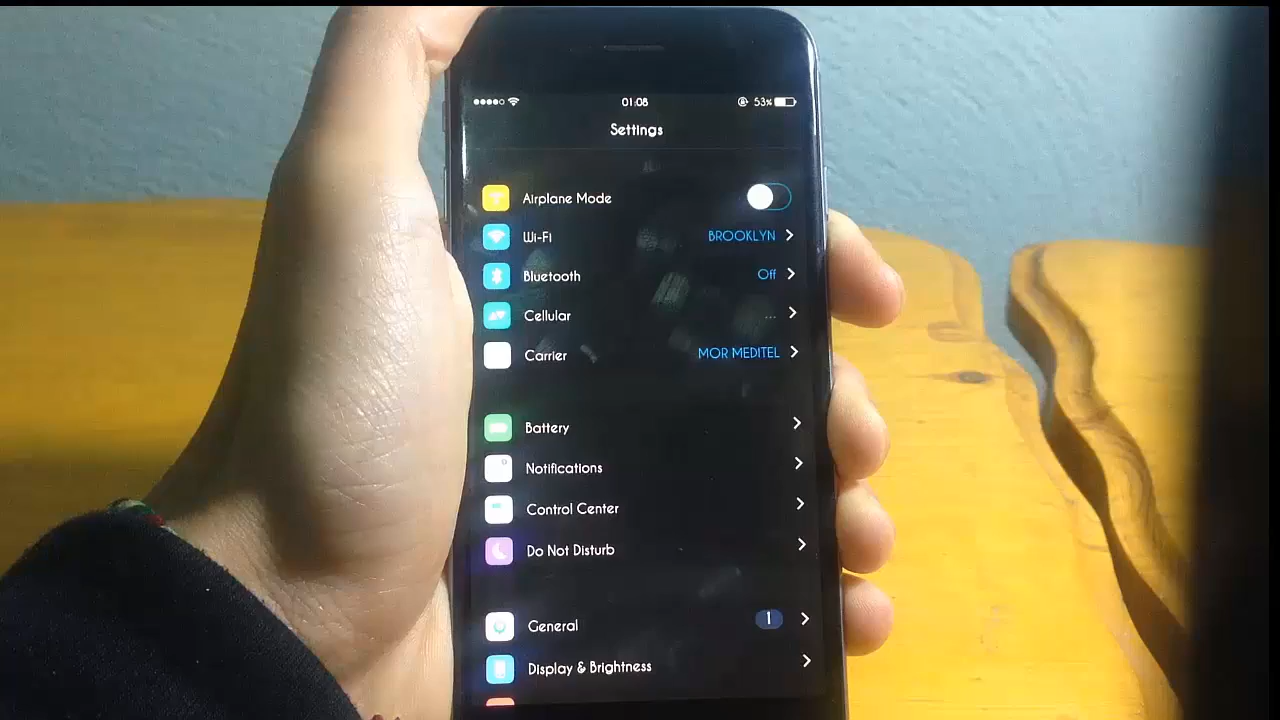 01:08 53%
Settings
Airplane Mode
Wi-Fi BROOKLYN
Bluetooth Off
Cellular ...
Carrier MOR MEDITEL
Battery
Notifications
Control Center
Do Not Disturb
General 1
Display & Brightness